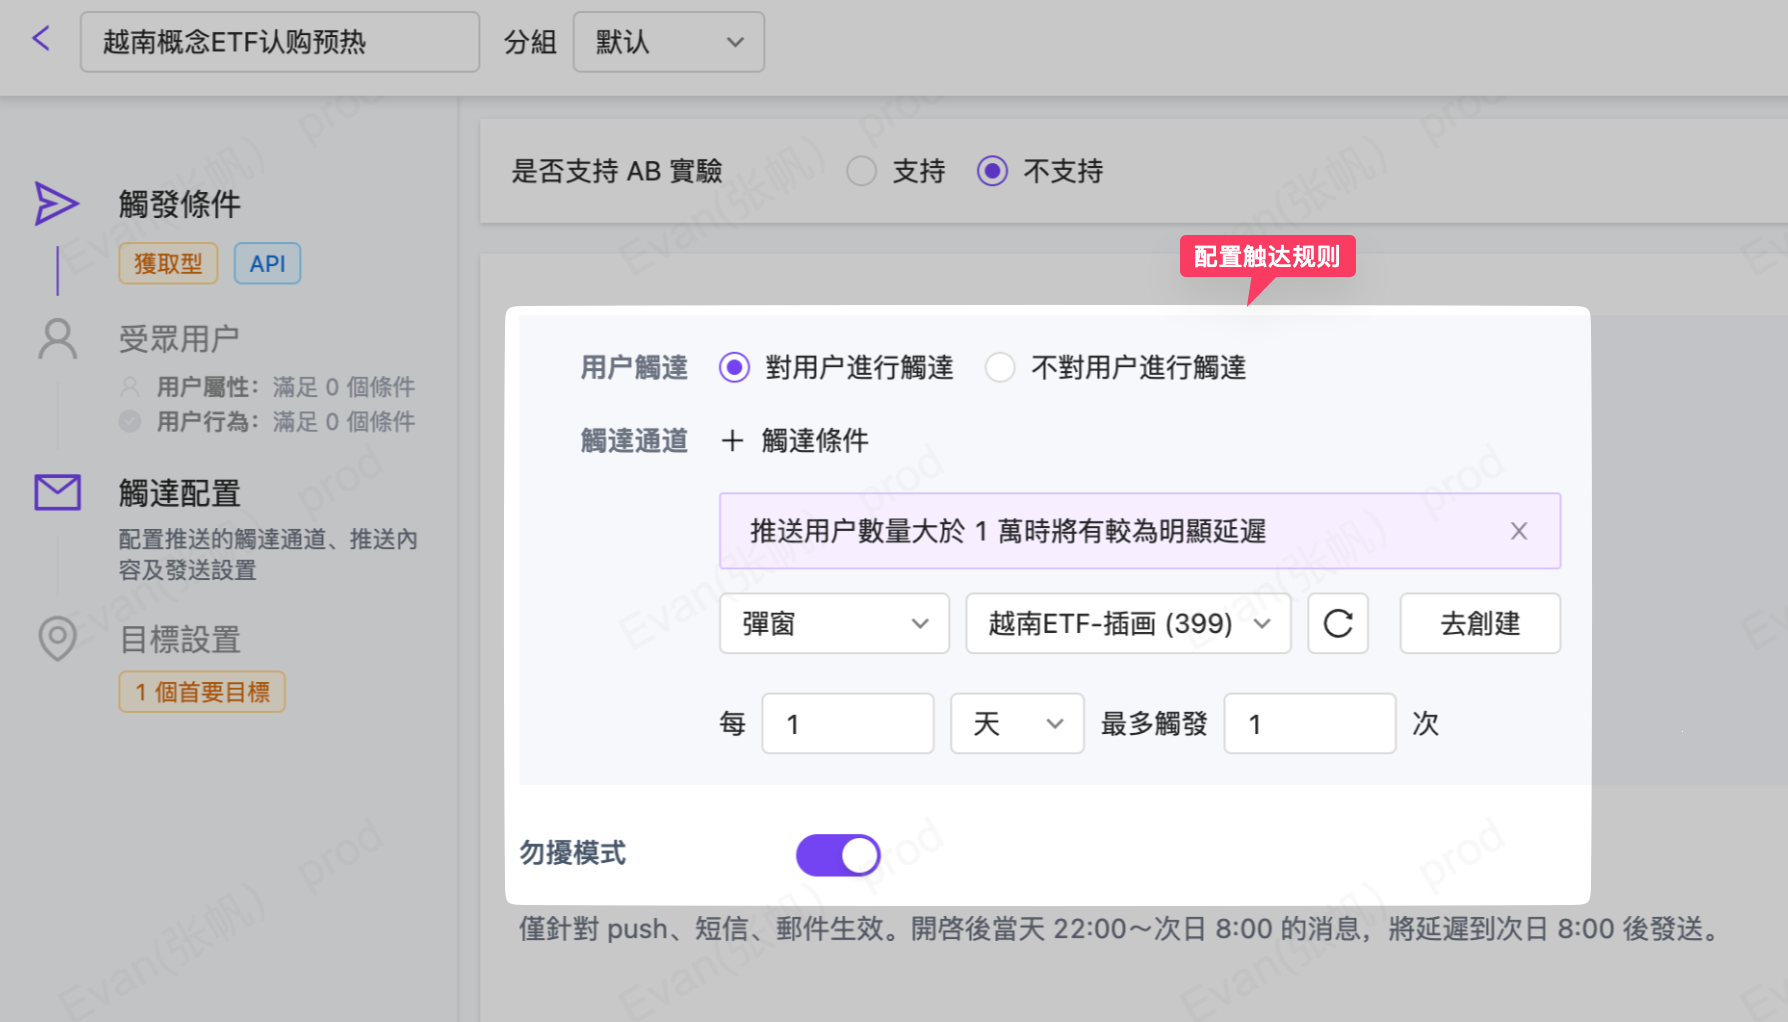 越南概念ETF认购预热
分組
默认
觸發條件
獲取型
API
受眾用户
用户屬性：滿足 0 個條件
用户行為：滿足 0 個條件
觸達配置
配置推送的觸達通道、推送內
容及發送設置
目標設置
1 個首要目標
是否支持 AB 實驗
支持
不支持
配置触达规则
用户觸達
對用户進行觸達
不對用户進行觸達
觸達通道
觸達條件
推送用户數量大於 1 萬時將有較為明顯延遲
彈窗
越南ETF-插画 (399)
去創建
每 1 天 最多觸發 1 次
勿擾模式
僅針對 push、短信、郵件生效。開啓後當天 22:00～次日 8:00 的消息，將延遲到次日 8:00 後發送。
Evan(张帆) prod